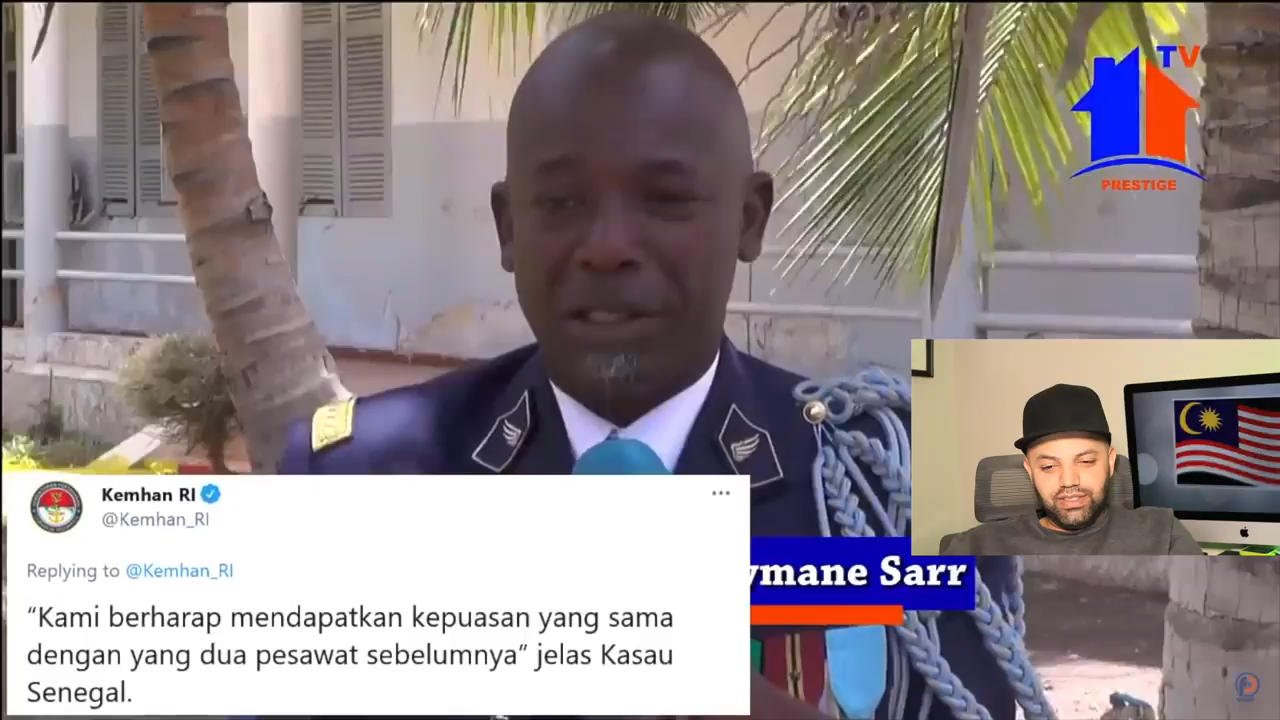 TV
PRESTIGE
Kemhan RI
@Kemhan_RI
Replying to @Kemhan_RI
“Kami berharap mendapatkan kepuasan yang sama
dengan yang dua pesawat sebelumnya” jelas Kasau
Senegal.
ymane Sarr